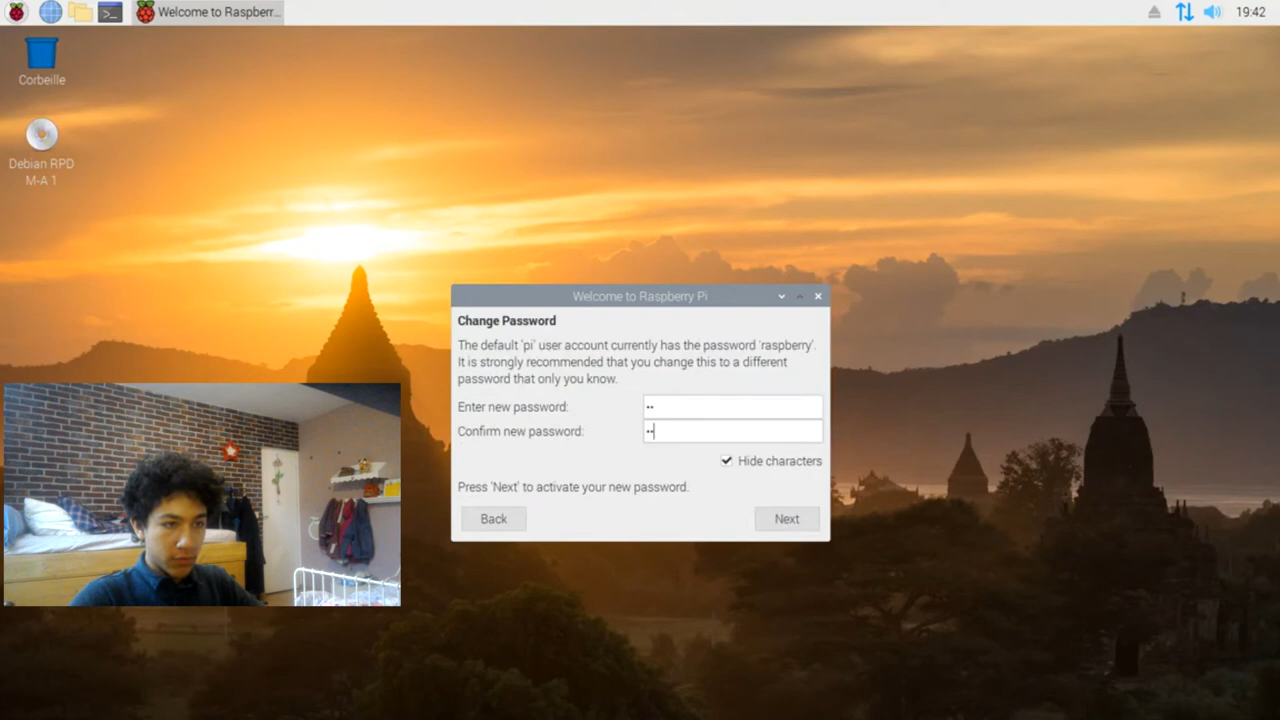 Welcome to Raspberr...
19:42
Corbeille
Debian RPD
M-A 1
Welcome to Raspberry Pi
Change Password
The default 'pi' user account currently has the password 'raspberry'.
It is strongly recommended that you change this to a different
password that only you know.
Enter new password: ••
Confirm new password: ••
Hide characters
Press 'Next' to activate your new password.
Back
Next